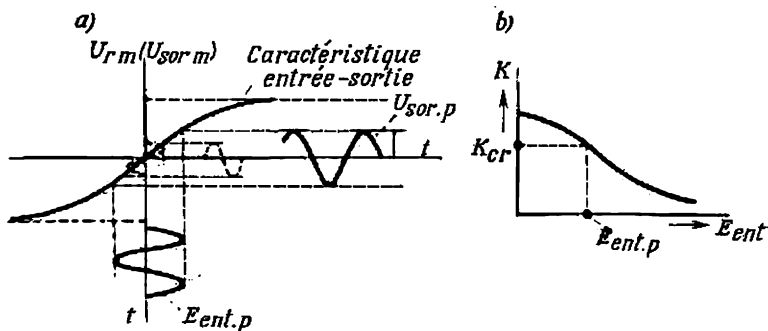 a)
U_{r m}(U_{sor m})
Caractéristique
entrée-sortie
U_{sor.p}
t
t
E_{ent.p}
b)
K
K_{cr}
E_{ent}
E_{ent.p}